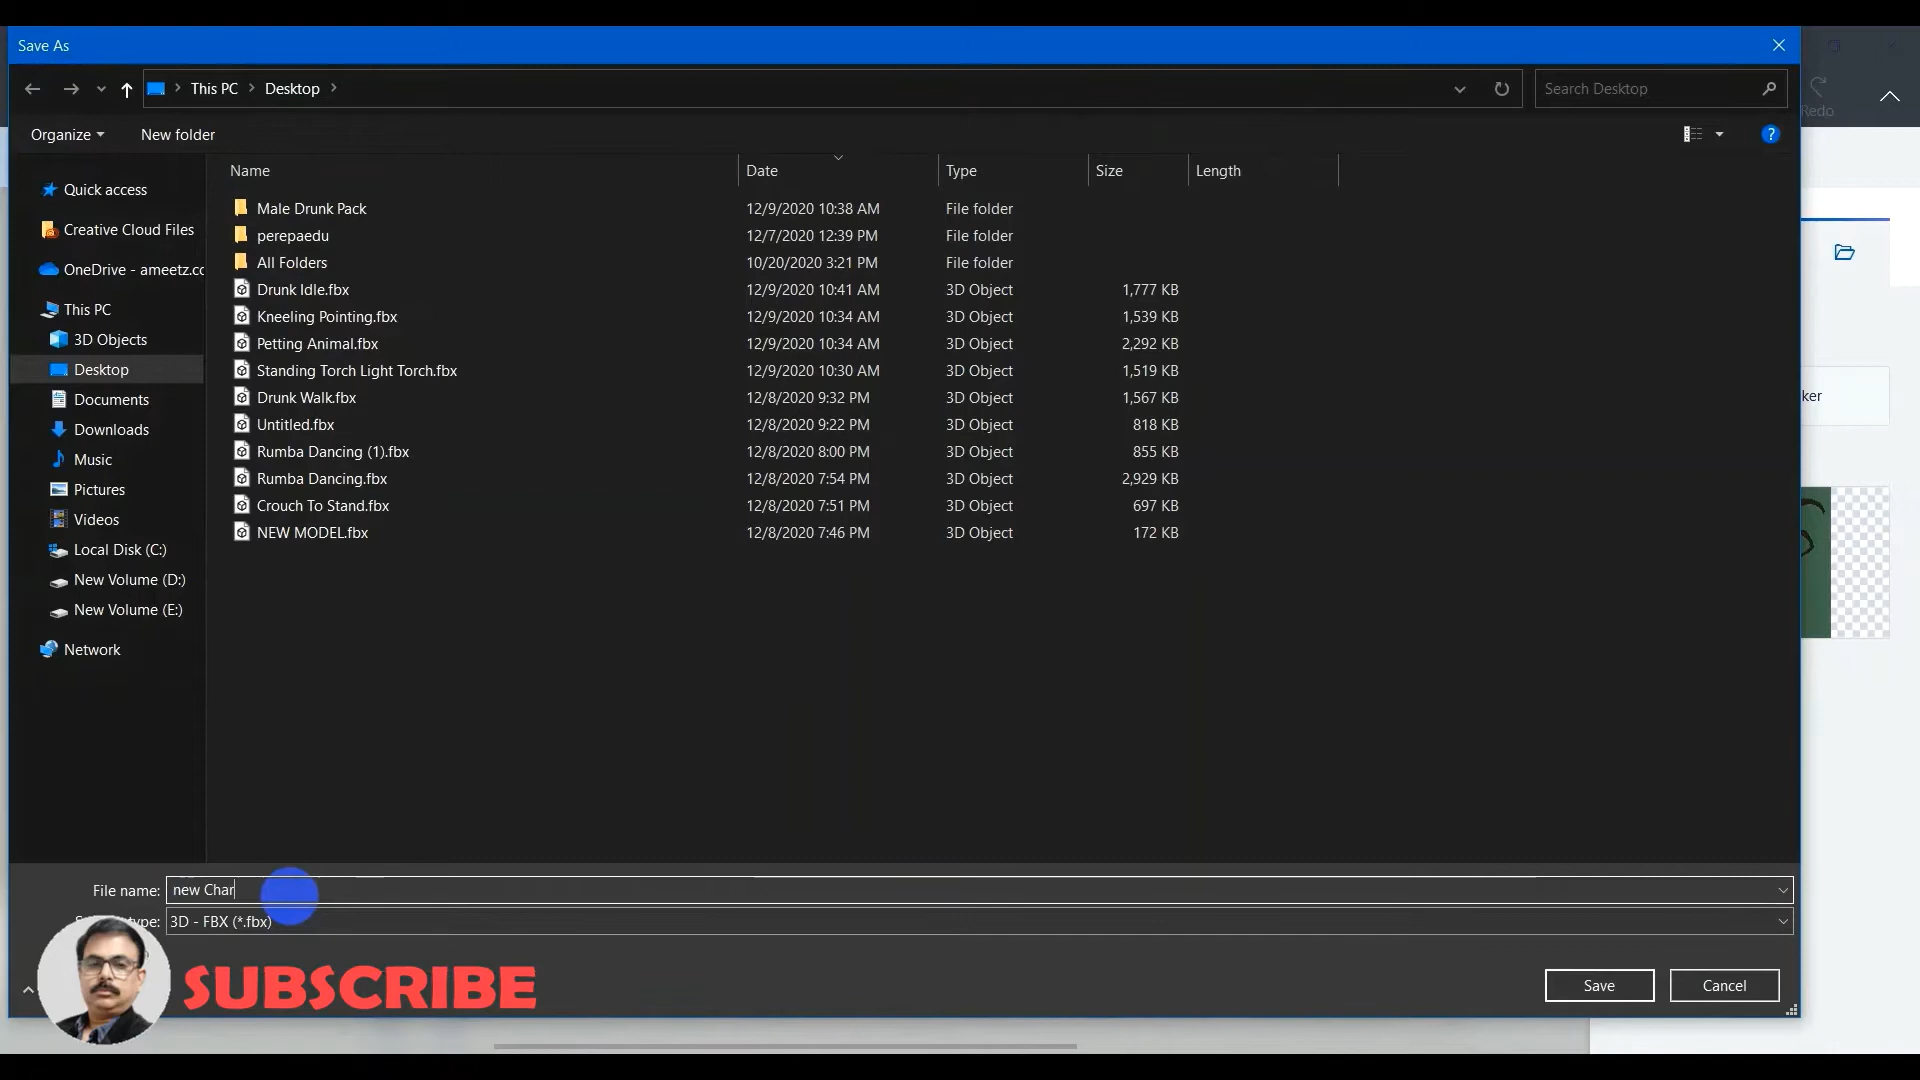 Save As
This PC > Desktop >
Search Desktop
Redo
Organize
New folder
?
Name Date Type Size Length
Quick access
Creative Cloud Files
OneDrive - ameetz.cc
This PC
3D Objects
Desktop
Documents
Downloads
Music
Pictures
Videos
Local Disk (C:)
New Volume (D:)
New Volume (E:)
Network
Male Drunk Pack 12/9/2020 10:38 AM File folder
perepaedu 12/7/2020 12:39 PM File folder
All Folders 10/20/2020 3:21 PM File folder
Drunk Idle.fbx 12/9/2020 10:41 AM 3D Object 1,777 KB
Kneeling Pointing.fbx 12/9/2020 10:34 AM 3D Object 1,539 KB
Petting Animal.fbx 12/9/2020 10:34 AM 3D Object 2,292 KB
Standing Torch Light Torch.fbx 12/9/2020 10:30 AM 3D Object 1,519 KB
Drunk Walk.fbx 12/8/2020 9:32 PM 3D Object 1,567 KB
Untitled.fbx 12/8/2020 9:22 PM 3D Object 818 KB
Rumba Dancing (1).fbx 12/8/2020 8:00 PM 3D Object 855 KB
Rumba Dancing.fbx 12/8/2020 7:54 PM 3D Object 2,929 KB
Crouch To Stand.fbx 12/8/2020 7:51 PM 3D Object 697 KB
NEW MODEL.fbx 12/8/2020 7:46 PM 3D Object 172 KB
ker
File name: new Char
type: 3D - FBX (*.fbx)
SUBSCRIBE
Save
Cancel